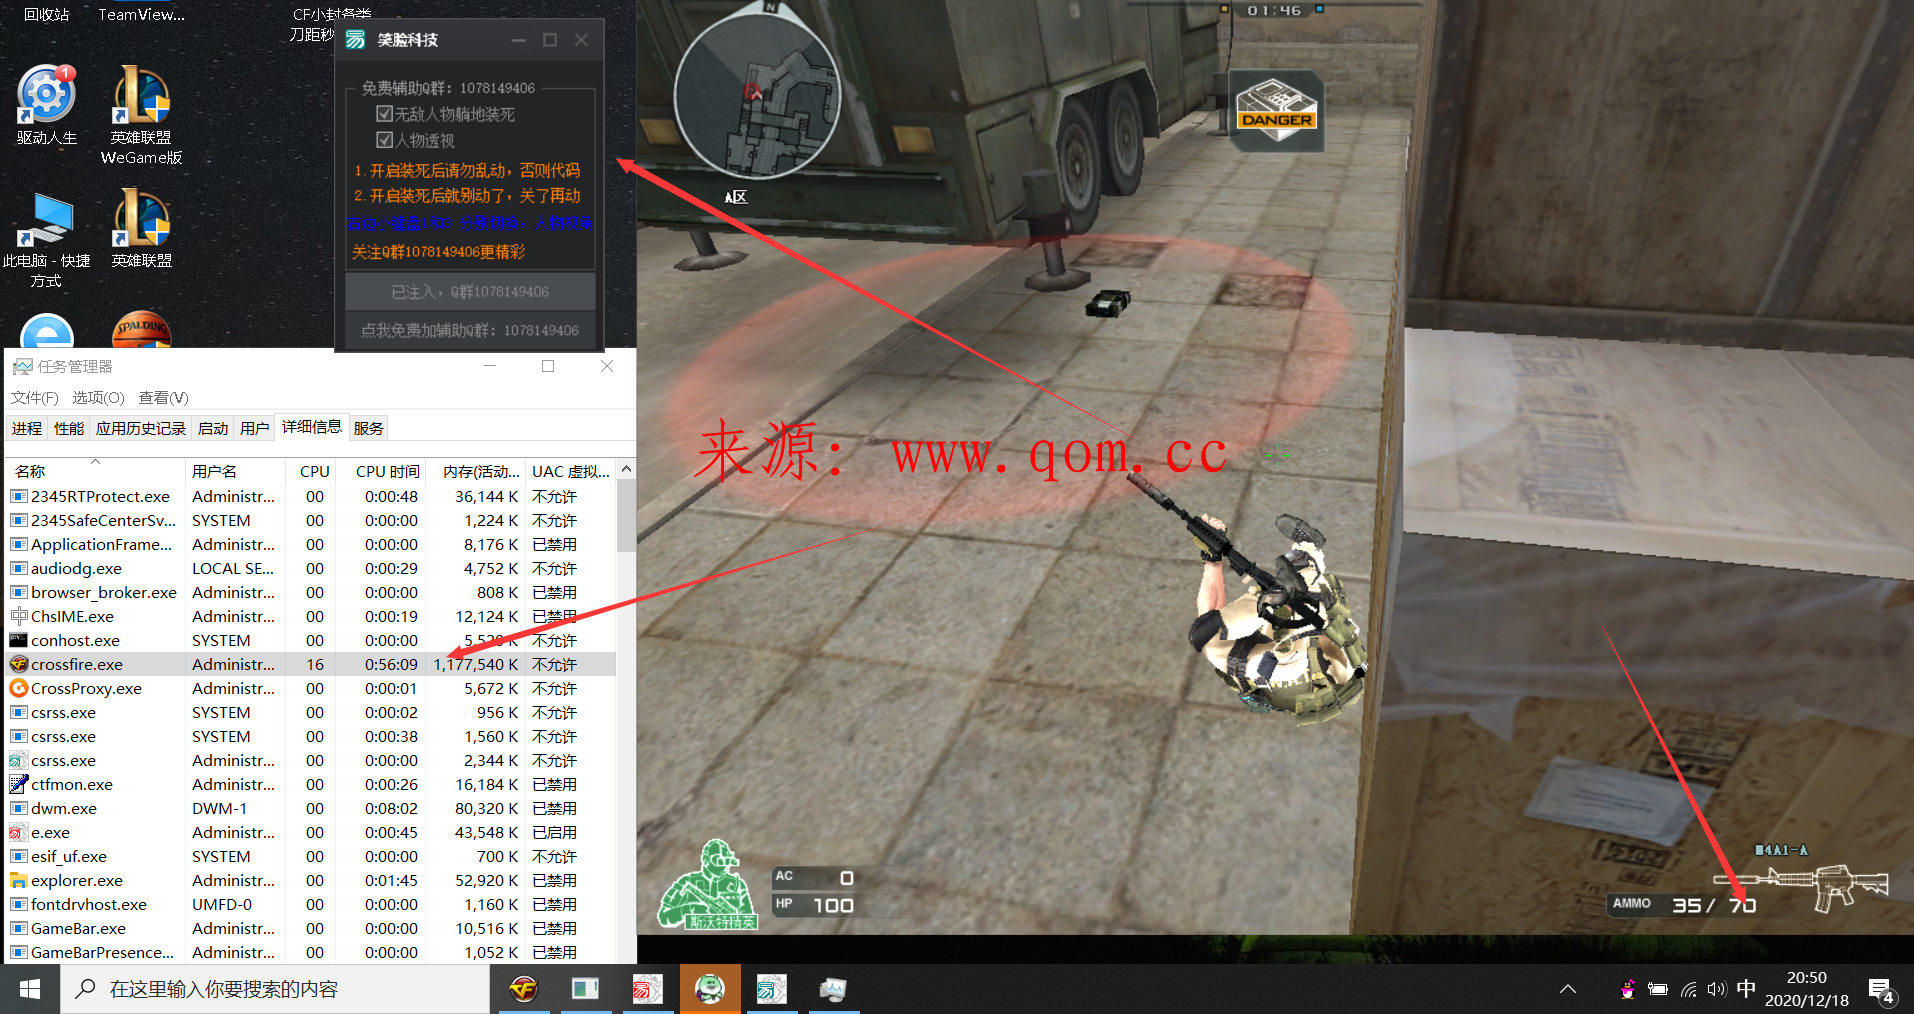 回收站
TeamView...
CF小封各类
刀距秒
驱动人生
英雄联盟
WeGame版
此电脑 - 快捷
方式
英雄联盟
SPALDING
笑脸科技
免费辅助Q群: 1078149406
无敌人物躺地装死
人物透视
1.开启装死后请勿乱动，否则代码
2.开启装死后就别动了，关了再动
关注Q群1078149406更精彩
已注入，Q群1078149406
点我免费加辅助Q群: 1078149406
任务管理器
文件(F) 选项(O) 查看(V)
进程 性能 应用历史记录 启动 用户 详细信息 服务
名称 用户名 CPU CPU 时间 内存(活动... UAC 虚拟...
2345RTProtect.exe Administr... 00 0:00:48 36,144 K 不允许
2345SafeCenterSv... SYSTEM 00 0:00:00 1,224 K 不允许
ApplicationFrame... Administr... 00 0:00:00 8,176 K 已禁用
audiodg.exe LOCAL SE... 00 0:00:29 4,752 K 不允许
browser_broker.exe Administr... 00 0:00:00 808 K 已禁用
ChsIME.exe Administr... 00 0:00:19 12,124 K 已禁用
conhost.exe SYSTEM 00 0:00:00 5,528 K 不允许
crossfire.exe Administr... 16 0:56:09 1,177,540 K 不允许
CrossProxy.exe Administr... 00 0:00:01 5,672 K 不允许
csrss.exe SYSTEM 00 0:00:02 956 K 不允许
csrss.exe SYSTEM 00 0:00:38 1,560 K 不允许
csrss.exe Administr... 00 0:00:00 2,344 K 不允许
ctfmon.exe Administr... 00 0:00:26 16,184 K 已禁用
dwm.exe DWM-1 00 0:08:02 80,320 K 已禁用
e.exe Administr... 00 0:00:45 43,548 K 已启用
esif_uf.exe SYSTEM 00 0:00:00 700 K 不允许
explorer.exe Administr... 00 0:01:45 52,920 K 已禁用
fontdrvhost.exe UMFD-0 00 0:00:00 1,160 K 已禁用
GameBar.exe Administr... 00 0:00:00 10,516 K 已禁用
GameBarPresence... Administr... 00 0:00:00 1,052 K 已禁用
N
A区
01:46
DANGER
来源: www.qom.cc
斯沃特精英
AC 0
HP 100
M4A1-A
AMMO 35/ 70
在这里输入你要搜索的内容
中
20:50
2020/12/18
4